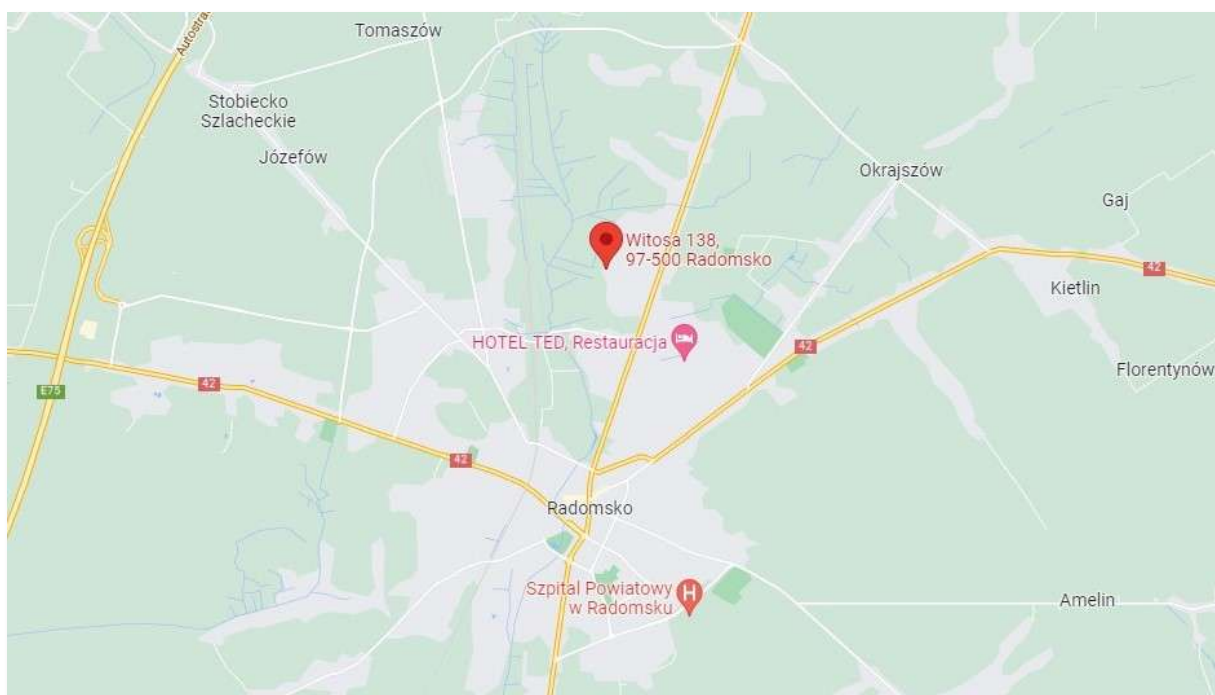 Autostra
Tomaszów
Stobiecko
Szlacheckie
Józefów
Okrajszów
Gaj
Witosa 138,
97-500 Radomsko
42
Kietlin
HOTEL TED, Restauracja
42
Florentynów
42
E75
42
Radomsko
Szpital Powiatowy
w Radomsku
H
Amelin